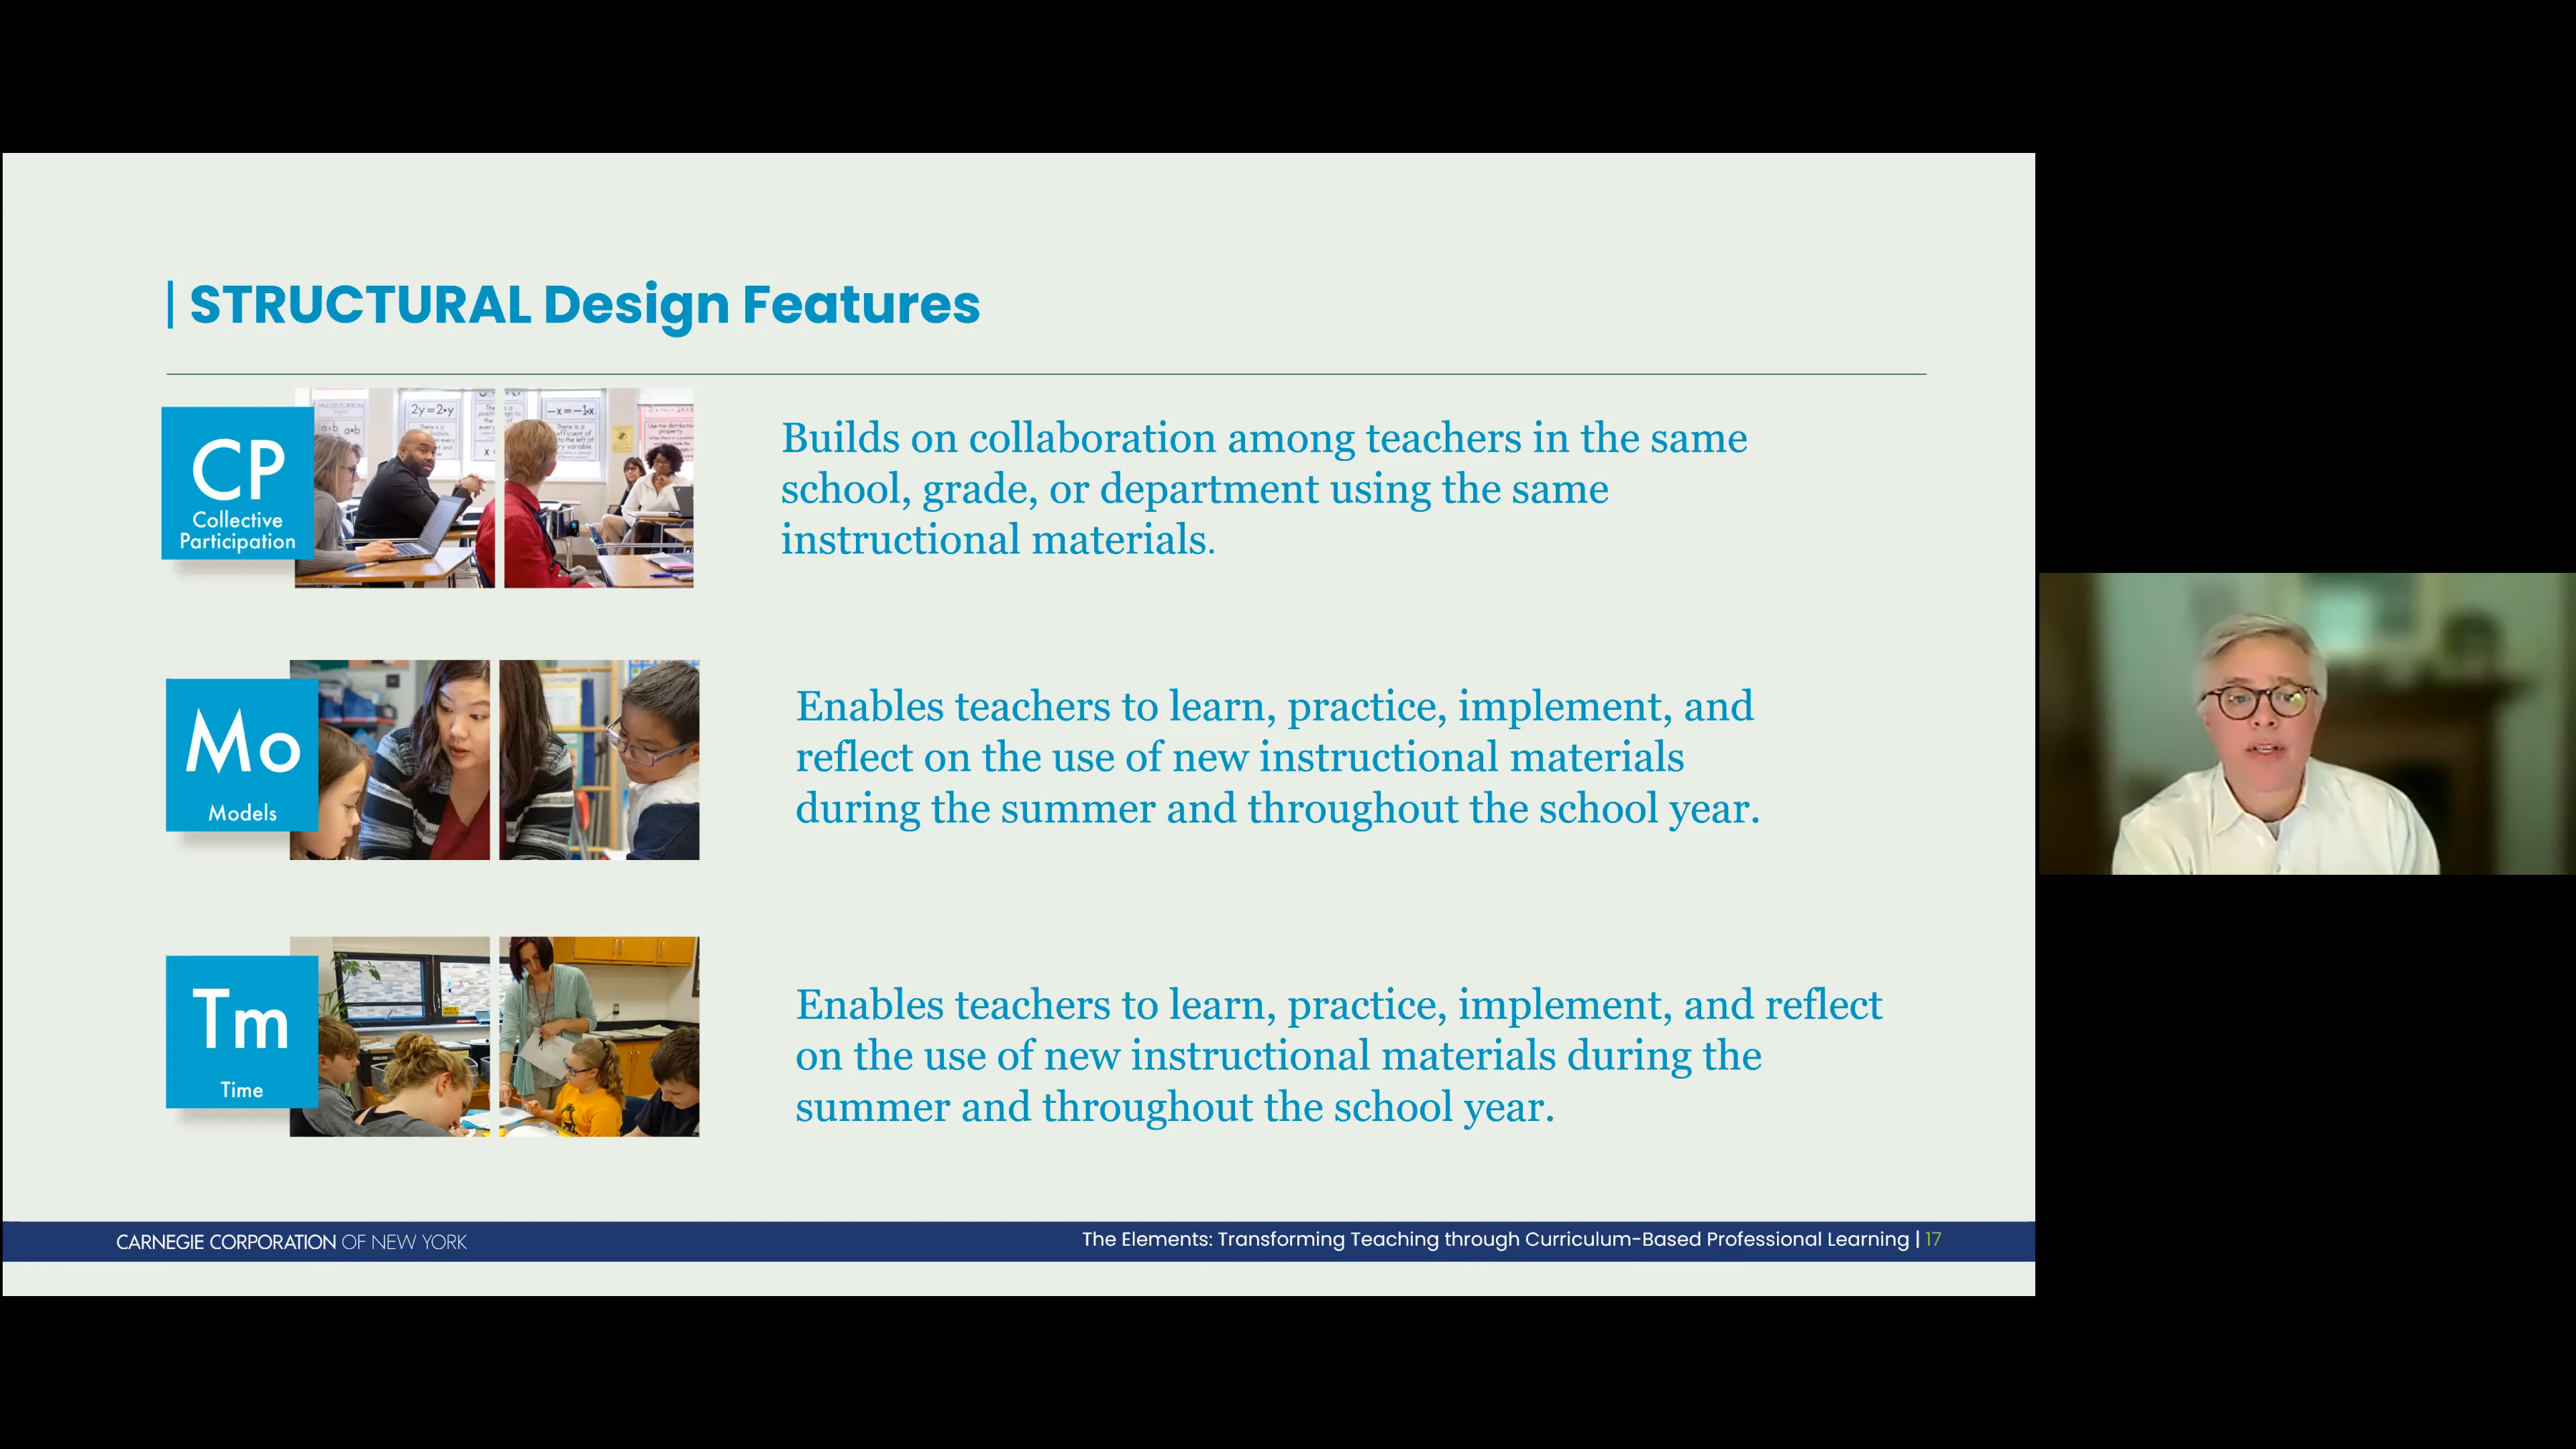 | STRUCTURAL Design Features
CP
Collective
Participation
2y=2•y
-x=-1•x
Builds on collaboration among teachers in the same
school, grade, or department using the same
instructional materials.
Mo
Models
Enables teachers to learn, practice, implement, and
reflect on the use of new instructional materials
during the summer and throughout the school year.
Tm
Time
Enables teachers to learn, practice, implement, and reflect
on the use of new instructional materials during the
summer and throughout the school year.
CARNEGIE CORPORATION OF NEW YORK
The Elements: Transforming Teaching through Curriculum-Based Professional Learning | 17